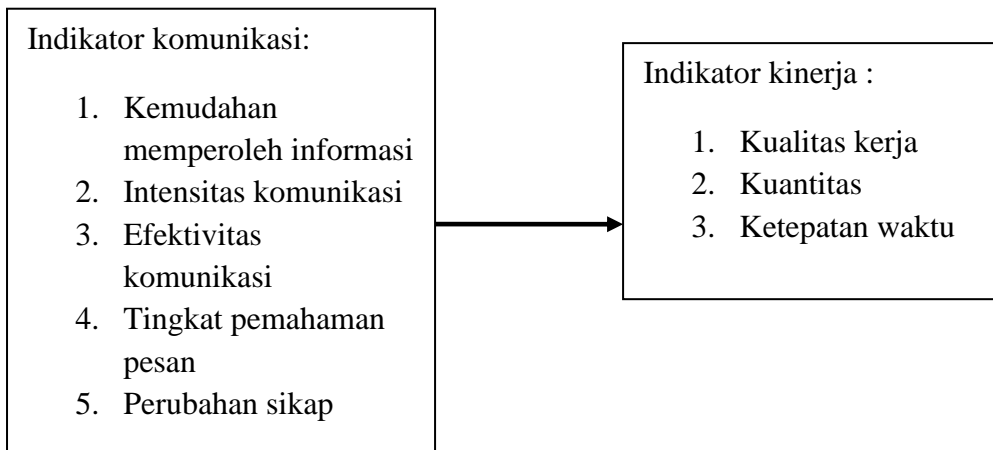 Indikator komunikasi:
1. Kemudahan
memperoleh informasi
2. Intensitas komunikasi
3. Efektivitas
komunikasi
4. Tingkat pemahaman
pesan
5. Perubahan sikap
Indikator kinerja :
1. Kualitas kerja
2. Kuantitas
3. Ketepatan waktu